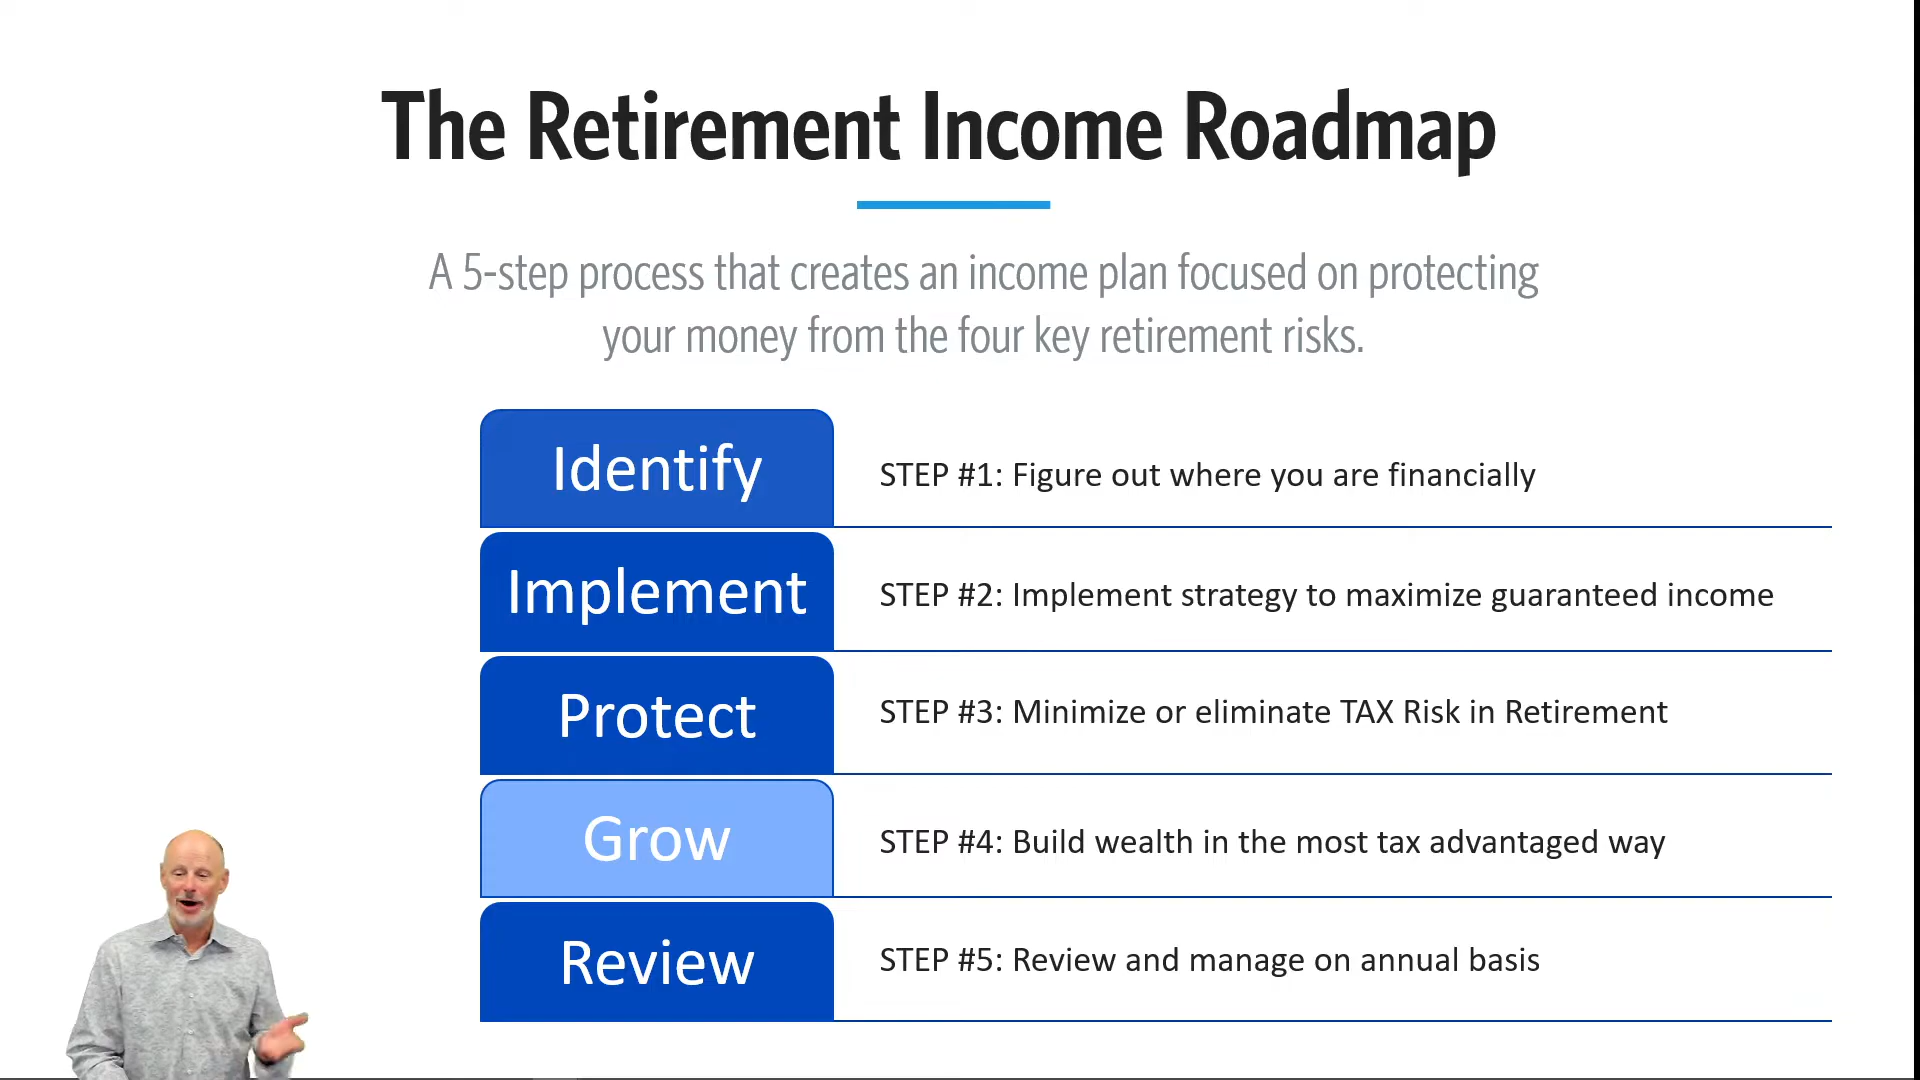 The Retirement Income Roadmap
A 5-step process that creates an income plan focused on protecting
your money from the four key retirement risks.
Identify
STEP #1: Figure out where you are financially
Implement
STEP #2: Implement strategy to maximize guaranteed income
Protect
STEP #3: Minimize or eliminate TAX Risk in Retirement
Grow
STEP #4: Build wealth in the most tax advantaged way
Review
STEP #5: Review and manage on annual basis